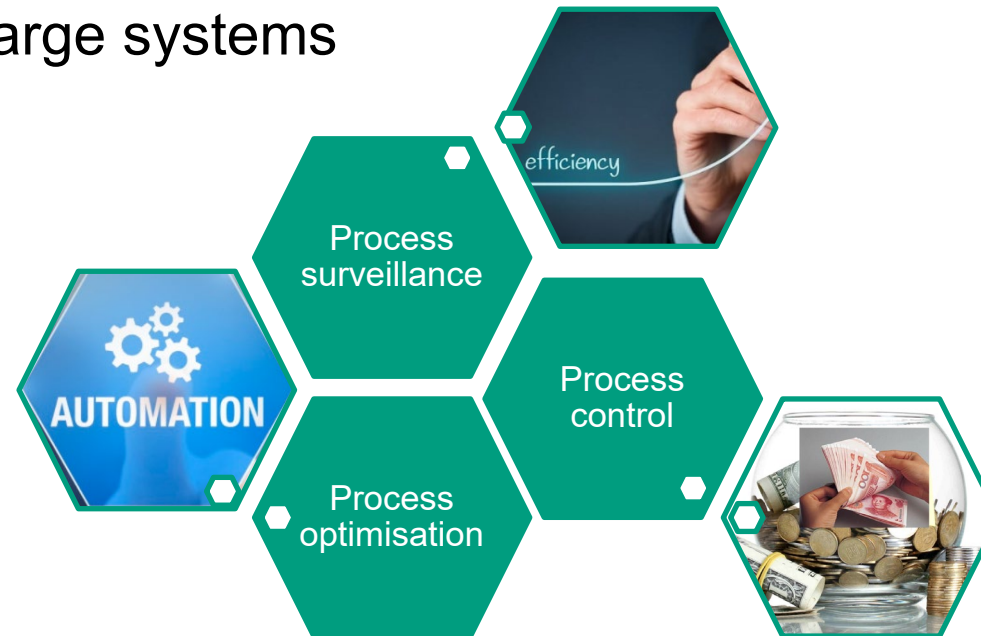 arge systems
efficiency
Process
surveillance
AUTOMATION
Process
control
Process
optimisation